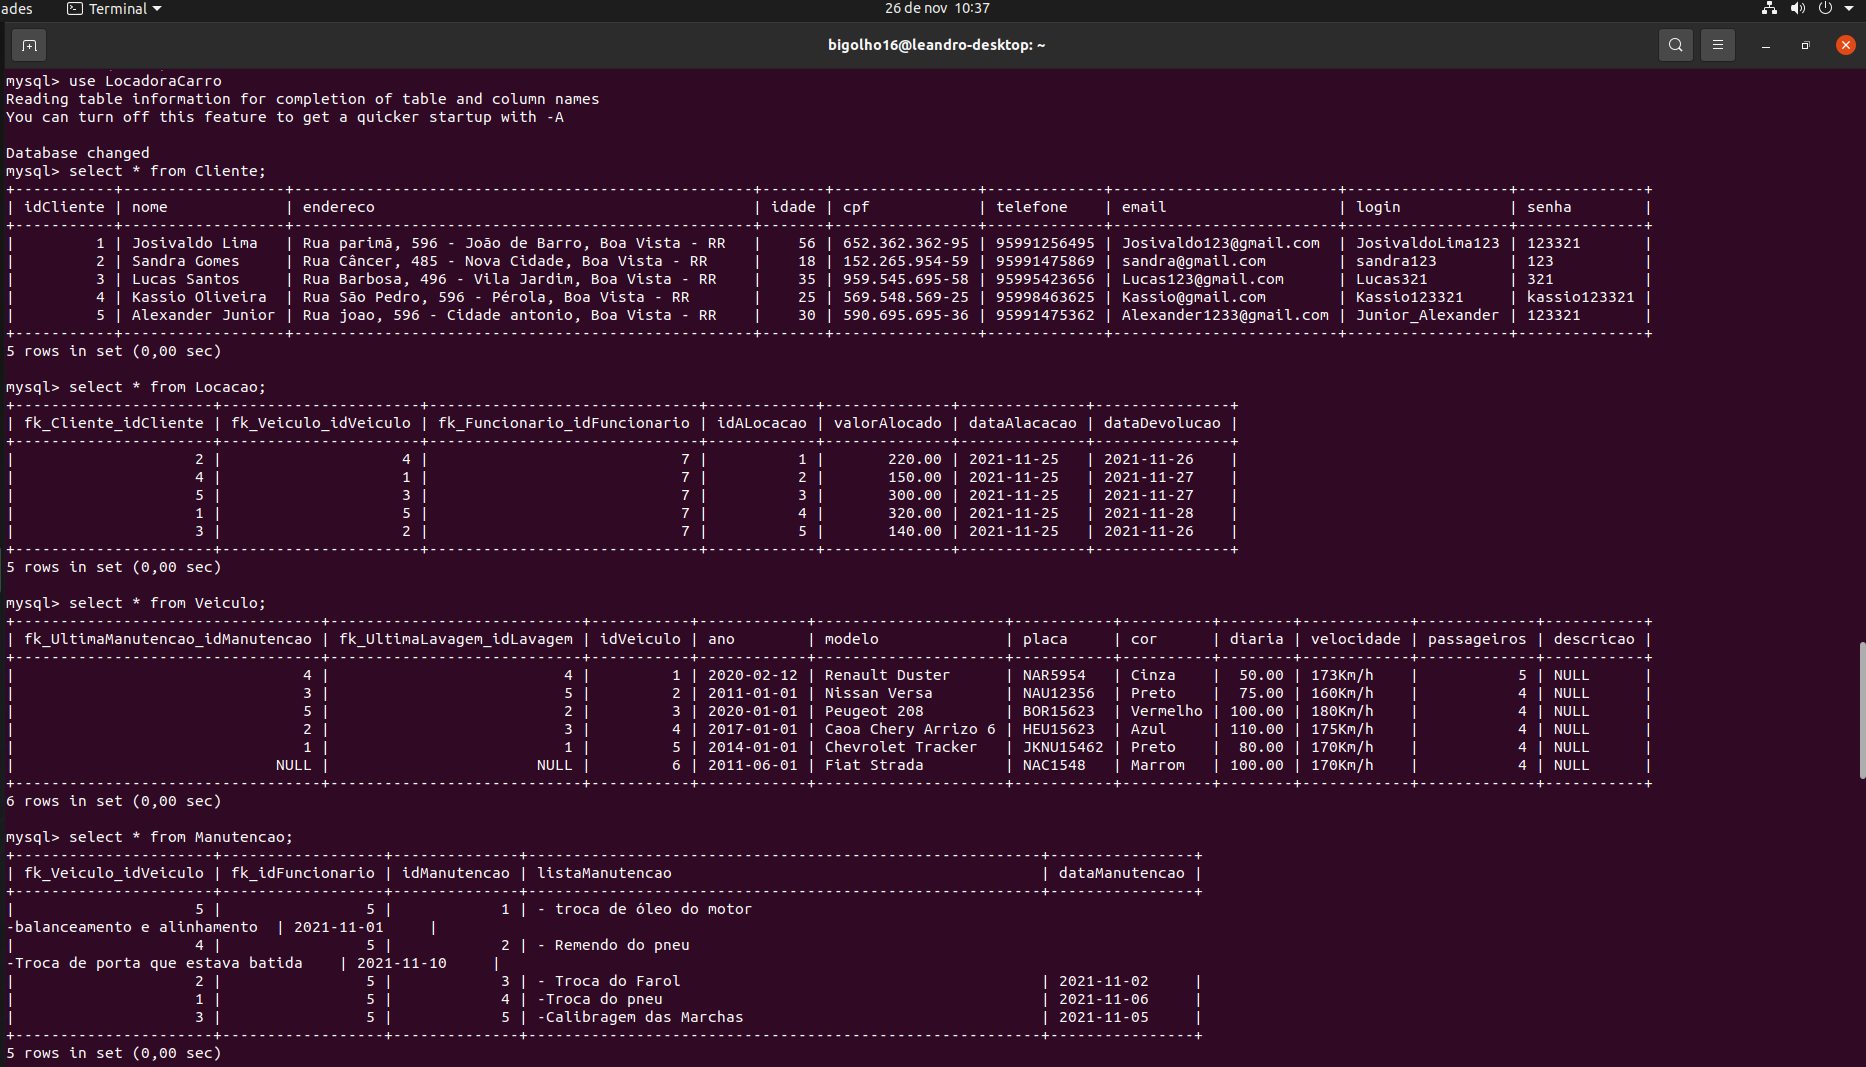 ades Terminal 26 de nov 10:37
bigolho16@leandro-desktop: ~
mysql> use LocadoraCarro
Reading table information for completion of table and column names
You can turn off this feature to get a quicker startup with -A
Database changed
mysql> select * from Cliente;
+-----------+------------------+---------------------------------------------------+-------+----------------+-------------+-------------------------+------------------+-------------+
| idCliente | nome | endereco | idade | cpf | telefone | email | login | senha |
+-----------+------------------+---------------------------------------------------+-------+----------------+-------------+-------------------------+------------------+-------------+
| 1 | Josivaldo Lima | Rua parimã, 596 - João de Barro, Boa Vista - RR | 56 | 652.362.362-95 | 95991256495 | Josivaldo123@gmail.com | JosivaldoLima123 | 123321 |
| 2 | Sandra Gomes | Rua Câncer, 485 - Nova Cidade, Boa Vista - RR | 18 | 152.265.954-59 | 95991475869 | sandra@gmail.com | sandra123 | 123 |
| 3 | Lucas Santos | Rua Barbosa, 496 - Vila Jardim, Boa Vista - RR | 35 | 959.545.695-58 | 95995423656 | Lucas123@gmail.com | Lucas321 | 321 |
| 4 | Kassio Oliveira | Rua São Pedro, 596 - Pérola, Boa Vista - RR | 25 | 569.548.569-25 | 95998463625 | Kassio@gmail.com | Kassio123321 | kassio123321 |
| 5 | Alexander Junior | Rua joao, 596 - Cidade antonio, Boa Vista - RR | 30 | 590.695.695-36 | 95991475362 | Alexander1233@gmail.com | Junior_Alexander | 123321 |
+-----------+------------------+---------------------------------------------------+-------+----------------+-------------+-------------------------+------------------+-------------+
5 rows in set (0,00 sec)
mysql> select * from Locacao;
+----------------------+----------------------+------------------------------+------------+--------------+--------------+---------------+
| fk_Cliente_idCliente | fk_Veiculo_idVeiculo | fk_Funcionario_idFuncionario | idALocacao | valorAlocado | dataAlacacao | dataDevolucao |
+----------------------+----------------------+------------------------------+------------+--------------+--------------+---------------+
| 2 | 4 | 7 | 1 | 220.00 | 2021-11-25 | 2021-11-26 |
| 4 | 1 | 7 | 2 | 150.00 | 2021-11-25 | 2021-11-27 |
| 5 | 3 | 7 | 3 | 300.00 | 2021-11-25 | 2021-11-27 |
| 1 | 5 | 7 | 4 | 320.00 | 2021-11-25 | 2021-11-28 |
| 3 | 2 | 7 | 5 | 140.00 | 2021-11-25 | 2021-11-26 |
+----------------------+----------------------+------------------------------+------------+--------------+--------------+---------------+
5 rows in set (0,00 sec)
mysql> select * from Veiculo;
+----------------------------------+----------------------------+-----------+------------+---------------------+-----------+----------+--------+------------+-------------+-----------+
| fk_UltimaManutencao_idManutencao | fk_UltimaLavagem_idLavagem | idVeiculo | ano | modelo | placa | cor | diaria | velocidade | passageiros | descricao |
+----------------------------------+----------------------------+-----------+------------+---------------------+-----------+----------+--------+------------+-------------+-----------+
| 4 | 4 | 1 | 2020-02-12 | Renault Duster | NAR5954 | Cinza | 50.00 | 173Km/h | 5 | NULL |
| 3 | 5 | 2 | 2011-01-01 | Nissan Versa | NAU12356 | Preto | 75.00 | 160Km/h | 4 | NULL |
| 5 | 2 | 3 | 2020-01-01 | Peugeot 208 | BOR15623 | Vermelho | 100.00 | 180Km/h | 4 | NULL |
| 2 | 3 | 4 | 2017-01-01 | Caoa Chery Arrizo 6 | HEU15623 | Azul | 110.00 | 175Km/h | 4 | NULL |
| 1 | 1 | 5 | 2014-01-01 | Chevrolet Tracker | JKNU15462 | Preto | 80.00 | 170Km/h | 4 | NULL |
| NULL | NULL | 6 | 2011-06-01 | Fiat Strada | NAC1548 | Marrom | 100.00 | 170Km/h | 4 | NULL |
+----------------------------------+----------------------------+-----------+------------+---------------------+-----------+----------+--------+------------+-------------+-----------+
6 rows in set (0,00 sec)
mysql> select * from Manutencao;
+----------------------+------------------+--------------+---------------------------------------------------------+----------------+
| fk_Veiculo_idVeiculo | fk_idFuncionario | idManutencao | listaManutencao | dataManutencao |
+----------------------+------------------+--------------+---------------------------------------------------------+----------------+
| 5 | 5 | 1 | - troca de óleo do motor
-balanceamento e alinhamento | 2021-11-01 |
| 4 | 5 | 2 | - Remendo do pneu
-Troca de porta que estava batida | 2021-11-10 |
| 2 | 5 | 3 | - Troca do Farol | 2021-11-02 |
| 1 | 5 | 4 | -Troca do pneu | 2021-11-06 |
| 3 | 5 | 5 | -Calibragem das Marchas | 2021-11-05 |
+----------------------+------------------+--------------+---------------------------------------------------------+----------------+
5 rows in set (0,00 sec)